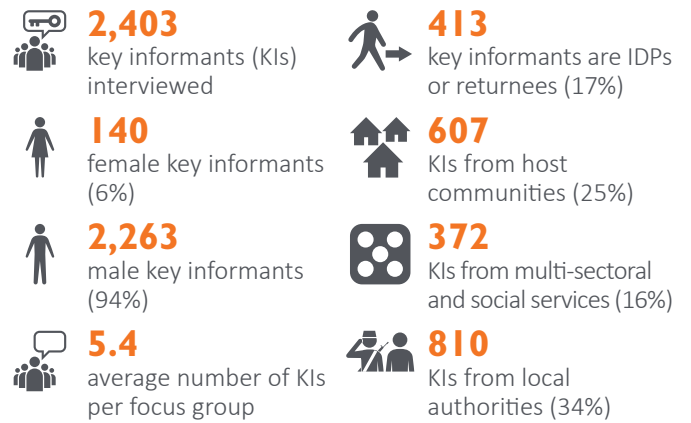 2,403
key informants (KIs)
interviewed
140
female key informants
(6%)
2,263
male key informants
(94%)
5.4
average number of KIs
per focus group
413
key informants are IDPs
or returnees (17%)
607
KIs from host
communities (25%)
372
KIs from multi-sectoral
and social services (16%)
810
KIs from local
authorities (34%)